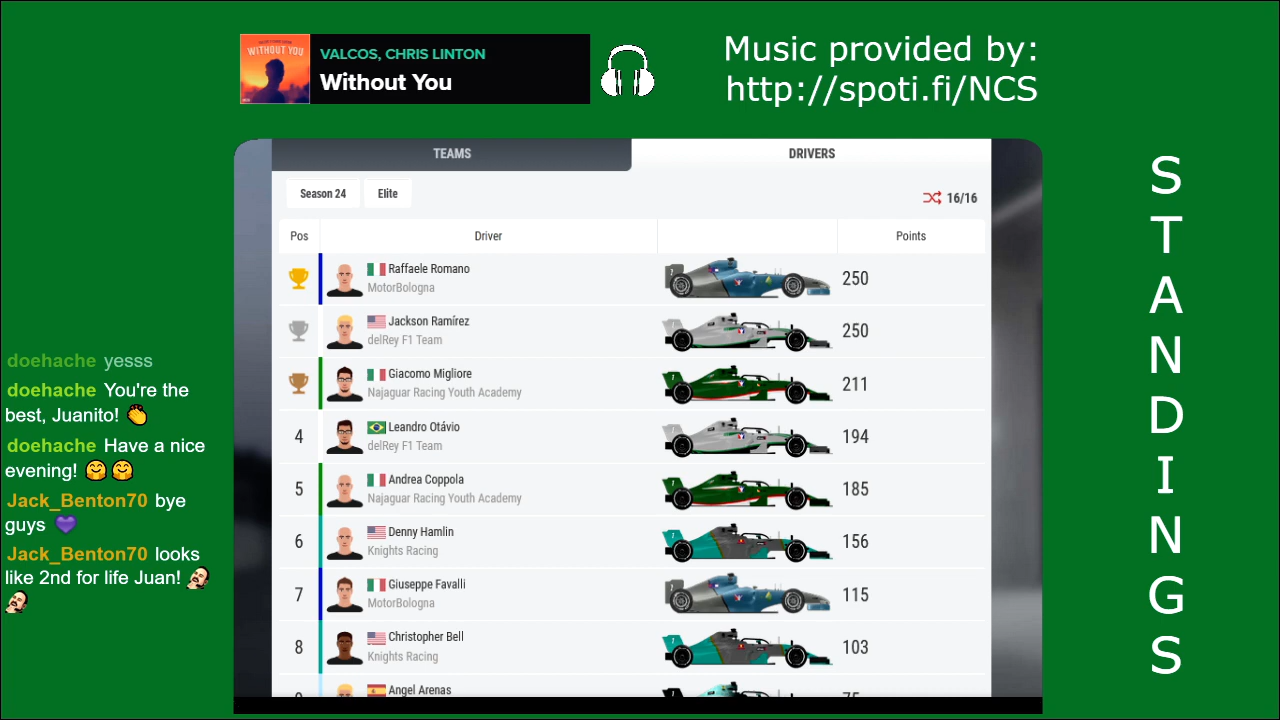 WITHOUT YOU
VALCOS, CHRIS LINTON
Without You
Music provided by:
http://spoti.fi/NCS
TEAMS
DRIVERS
Season 24
Elite
16/16
Pos
Driver
Points
Raffaele Romano
MotorBologna
250
Jackson Ramírez
delRey F1 Team
250
Giacomo Migliore
Najaguar Racing Youth Academy
211
4
Leandro Otávio
delRey F1 Team
194
5
Andrea Coppola
Najaguar Racing Youth Academy
185
6
Denny Hamlin
Knights Racing
156
7
Giuseppe Favalli
MotorBologna
115
8
Christopher Bell
Knights Racing
103
9
Angel Arenas
75
doehache yesss
doehache You're the
best, Juanito! 👏
doehache Have a nice
evening! 🤗 🤗
Jack_Benton70 bye
guys 💜
Jack_Benton70 looks
like 2nd for life Juan!
STANDINGS